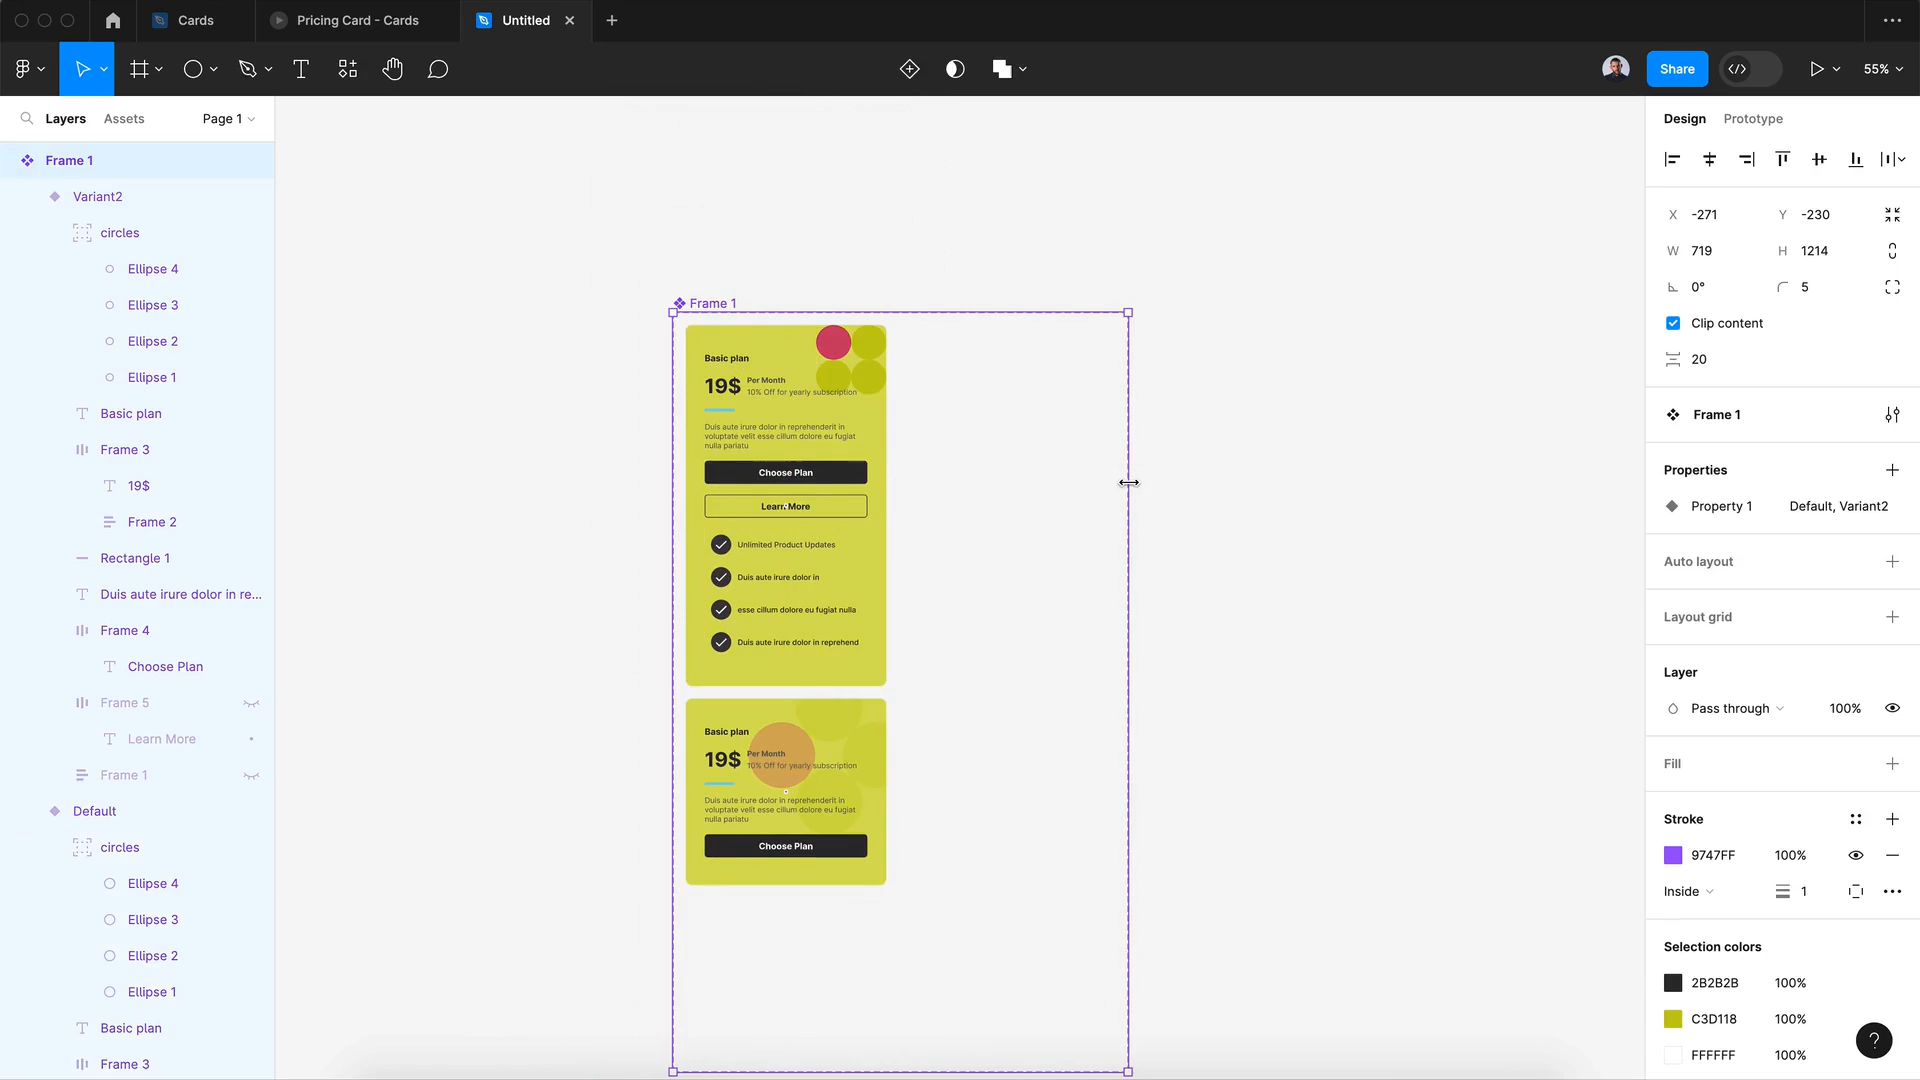 Cards
Pricing Card - Cards
Untitled
Share
55%
Layers
Assets
Page 1
Frame 1
Variant2
circles
Ellipse 4
Ellipse 3
Ellipse 2
Ellipse 1
Basic plan
Frame 3
19$
Frame 2
Rectangle 1
Duis aute irure dolor in re...
Frame 4
Choose Plan
Frame 5
Learn More
Frame 1
Default
circles
Ellipse 4
Ellipse 3
Ellipse 2
Ellipse 1
Basic plan
Frame 3
Frame 1
Basic plan
19$
Per Month
10% Off for yearly subscription
Duis aute irure dolor in reprehenderit in
voluptate velit esse cillum dolore eu fugiat
nulla pariatu
Choose Plan
Learn More
Unlimited Product Updates
Duis aute irure dolor in
esse cillum dolore eu fugiat nulla
Duis aute irure dolor in reprehend
Basic plan
19$
Per Month
10% Off for yearly subscription
Duis aute irure dolor in reprehenderit in
voluptate velit esse cillum dolore eu fugiat
nulla pariatu
Choose Plan
Design
Prototype
X -271
Y -230
W 719
H 1214
0°
5
Clip content
20
Frame 1
Properties
Property 1
Default, Variant2
Auto layout
Layout grid
Layer
Pass through
100%
Fill
Stroke
9747FF
100%
Inside
1
Selection colors
2B2B2B
100%
C3D118
100%
FFFFFF
100%
?